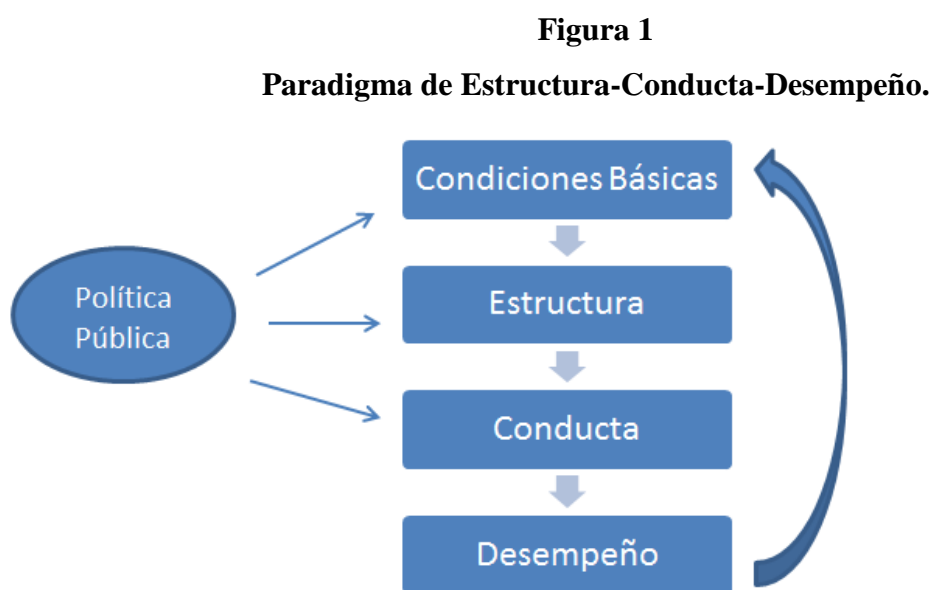 Figura 1
Paradigma de Estructura-Conducta-Desempeño.
Condiciones Básicas
Política
Pública
Estructura
Conducta
Desempeño